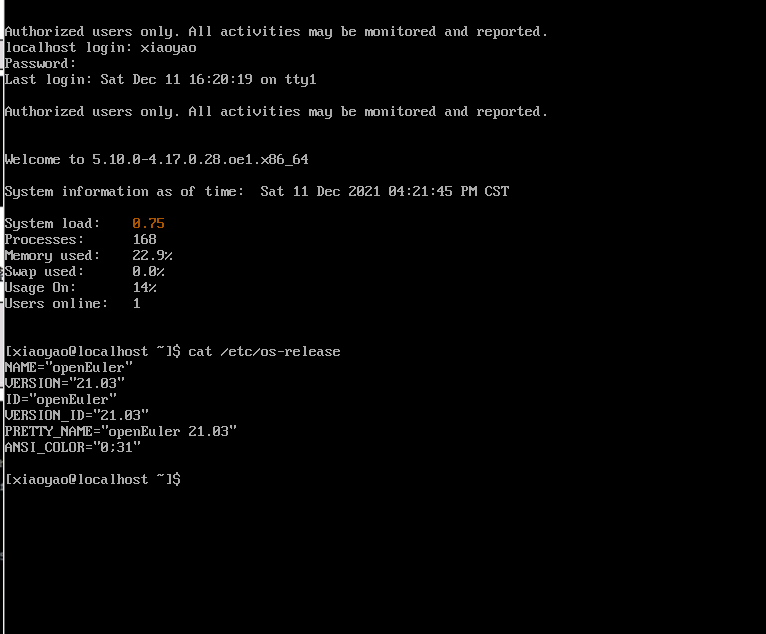 Authorized users only. All activities may be monitored and reported.
localhost login: xiaoyao
Password:
Last login: Sat Dec 11 16:20:19 on tty1
Authorized users only. All activities may be monitored and reported.
Welcome to 5.10.0-4.17.0.28.oe1.x86_64
System information as of time:  Sat 11 Dec 2021 04:21:45 PM CST
System load:    0.75
Processes:      168
Memory used:    22.9%
Swap used:      0.0%
Usage On:       14%
Users online:   1
[xiaoyao@localhost ~]$ cat /etc/os-release
NAME="openEuler"
VERSION="21.03"
ID="openEuler"
VERSION_ID="21.03"
PRETTY_NAME="openEuler 21.03"
ANSI_COLOR="0;31"
[xiaoyao@localhost ~]$